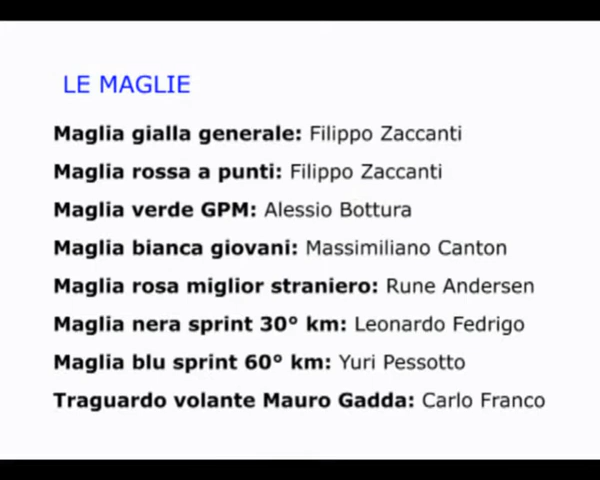 LE MAGLIE
Maglia gialla generale: Filippo Zaccanti
Maglia rossa a punti: Filippo Zaccanti
Maglia verde GPM: Alessio Bottura
Maglia bianca giovani: Massimiliano Canton
Maglia rosa miglior straniero: Rune Andersen
Maglia nera sprint 30° km: Leonardo Fedrigo
Maglia blu sprint 60° km: Yuri Pessotto
Traguardo volante Mauro Gadda: Carlo Franco